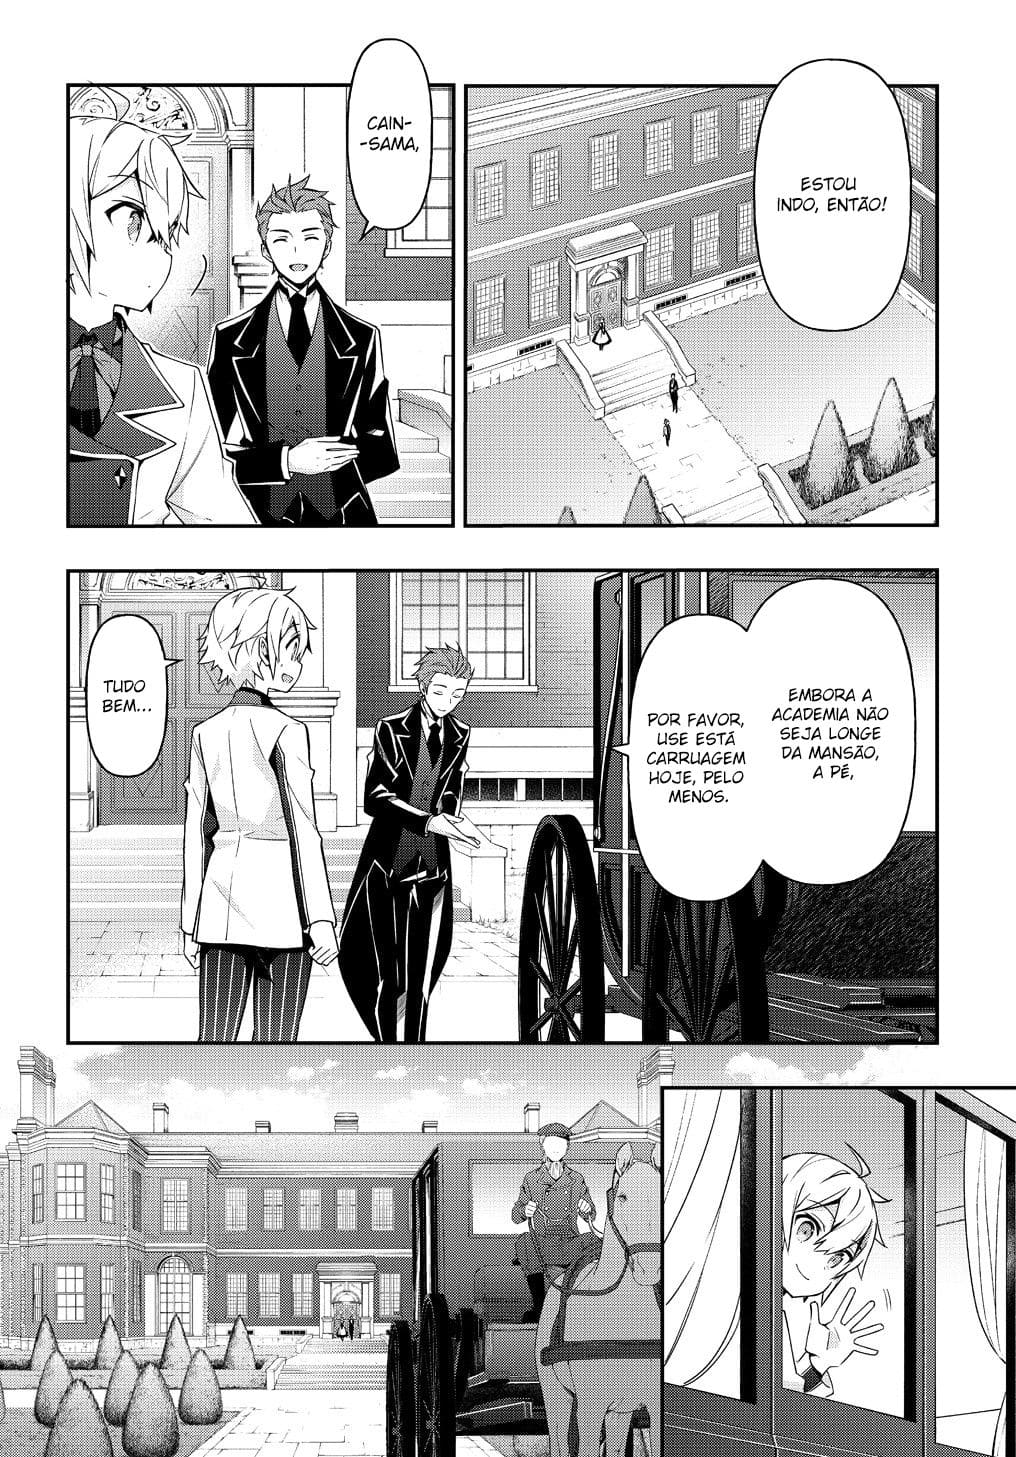 ESTOU
INDO, ENTÃO!
CAIN-
-SAMA,
EMBORA A
ACADEMIA NÃO
SEJA LONGE
DA MANSÃO,
A PÉ,
POR FAVOR,
USE ESTÁ
CARRUAGEM
HOJE, PELO
MENOS.
TUDO
BEM...